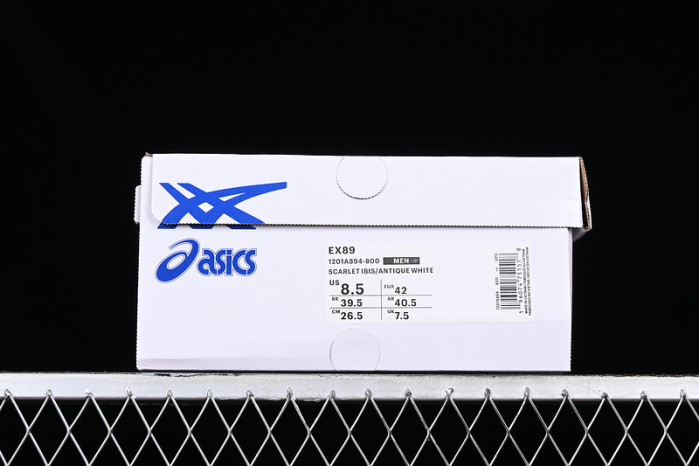 asics
EX89
1201A894-800 MEN
SCARLET IBIS/ANTIQUE WHITE
US 8.5 EUR 42
BR 39.5 AR 40.5
CM 26.5 UK 7.5